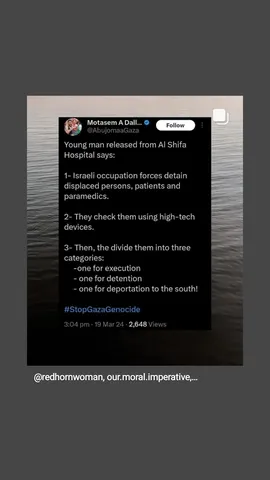 Motasem A Dall...
@AbujomaaGaza
Follow
Young man released from Al Shifa
Hospital says:
1- Israeli occupation forces detain
displaced persons, patients and
paramedics.
2- They check them using high-tech
devices.
3- Then, the divide them into three
categories:
-one for execution
- one for detention
- one for deportation to the south!
#StopGazaGenocide
3:04 pm · 19 Mar 24 · 2,648 Views
@redhornwoman, our.moral.imperative,...